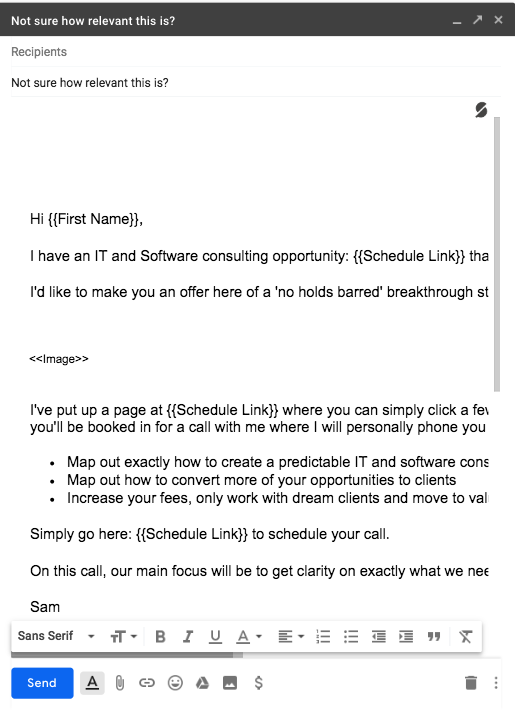 Not sure how relevant this is?
Recipients
Not sure how relevant this is?
Hi {{First Name}},
I have an IT and Software consulting opportunity: {{Schedule Link}} tha
I'd like to make you an offer here of a 'no holds barred' breakthrough st
<<Image>>
I've put up a page at {{Schedule Link}} where you can simply click a few
you'll be booked in for a call with me where I will personally phone you
• Map out exactly how to create a predictable IT and software cons
• Map out how to convert more of your opportunities to clients
• Increase your fees, only work with dream clients and move to val
Simply go here: {{Schedule Link}} to schedule your call.
On this call, our main focus will be to get clarity on exactly what we nee
Sam
Sans Serif
Send